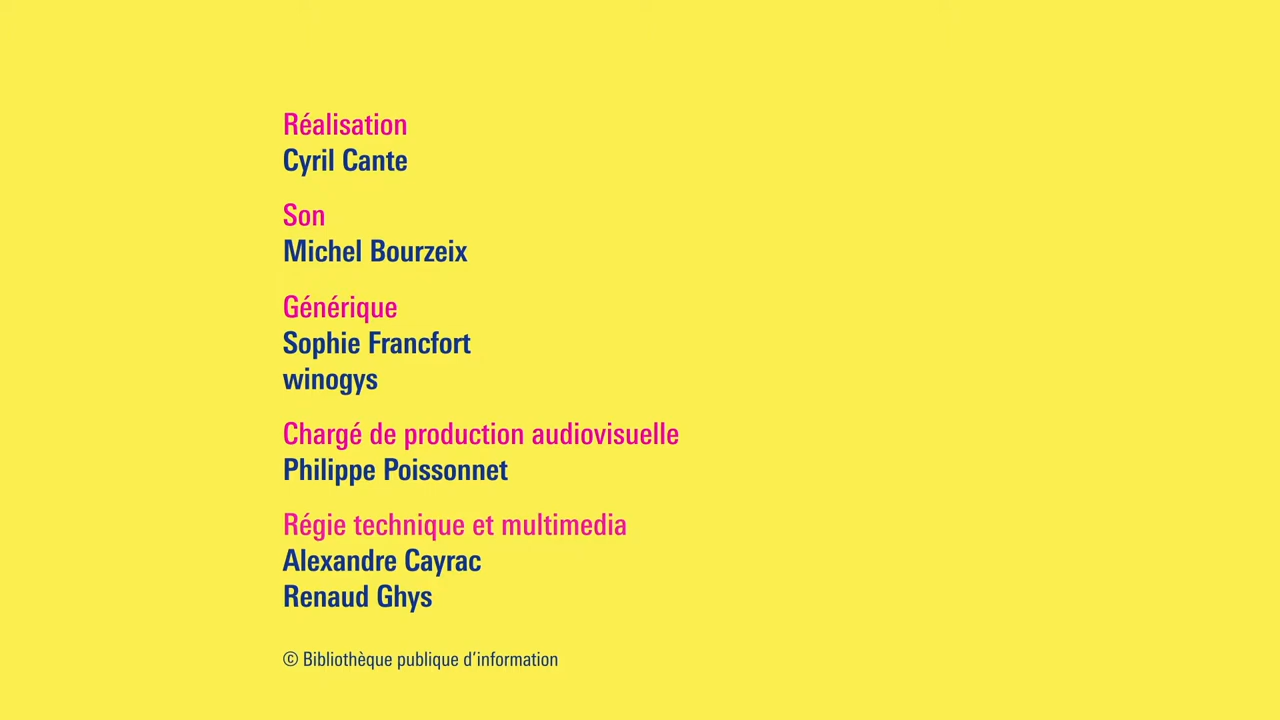 Réalisation
Cyril Cante
Son
Michel Bourzeix
Générique
Sophie Francfort
winogys
Chargé de production audiovisuelle
Philippe Poissonnet
Régie technique et multimedia
Alexandre Cayrac
Renaud Ghys
© Bibliothèque publique d’information